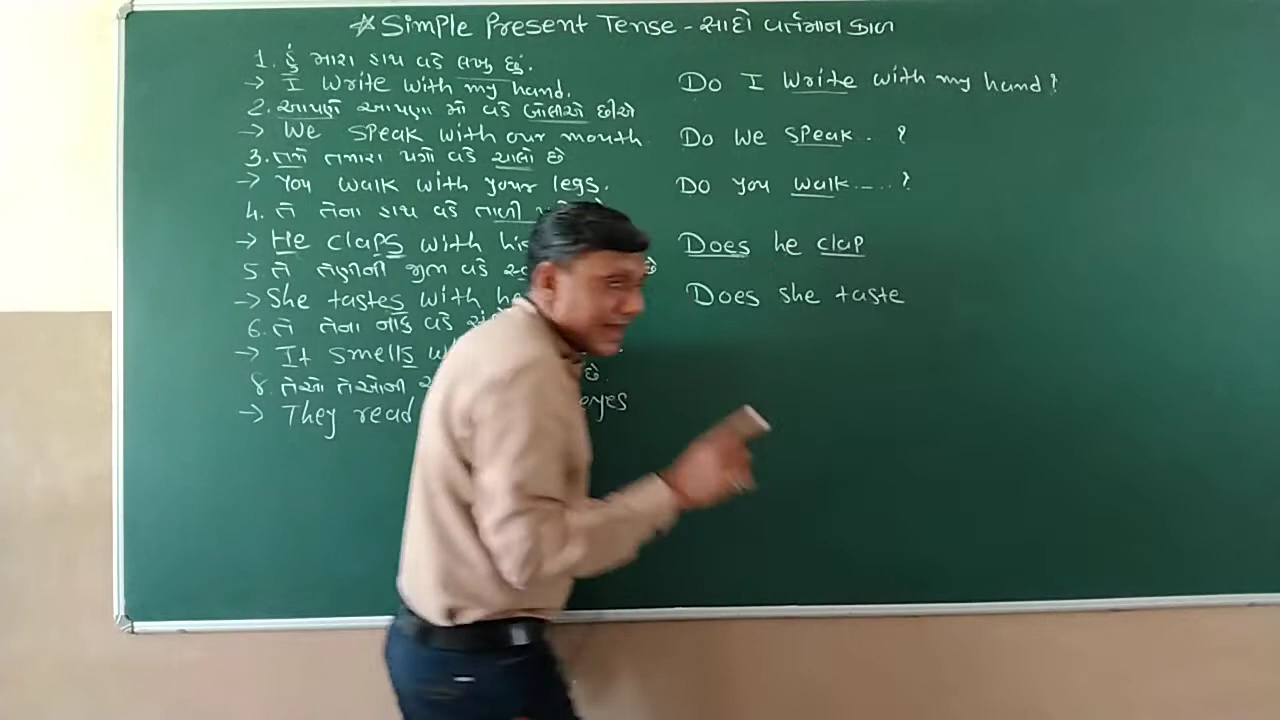 ☆ Simple Present Tense - સાદો વર્તમાન કાળ
1. હું મારા હાથ વડે લખુ છું.
→ I write with my hand.
Do I write with my hand?
2. આપણે આપણા મોં વડે બોલીએ છીએ
→ We speak with our mouth.
Do we speak. ?
3. તમે તમારા પગો વડે ચાલો છો
→ You walk with your legs.
Do you walk....?
4. તે તેના હાથ વડે તાળી
→ He claps with his
Does he clap
5 તે તેણીની જીભ વડે છે
→ She tastes with
Does she taste
6. તે તેના નાક વડે
→ It smells
8. તેઓ તેઓની છે.
→ They read eyes